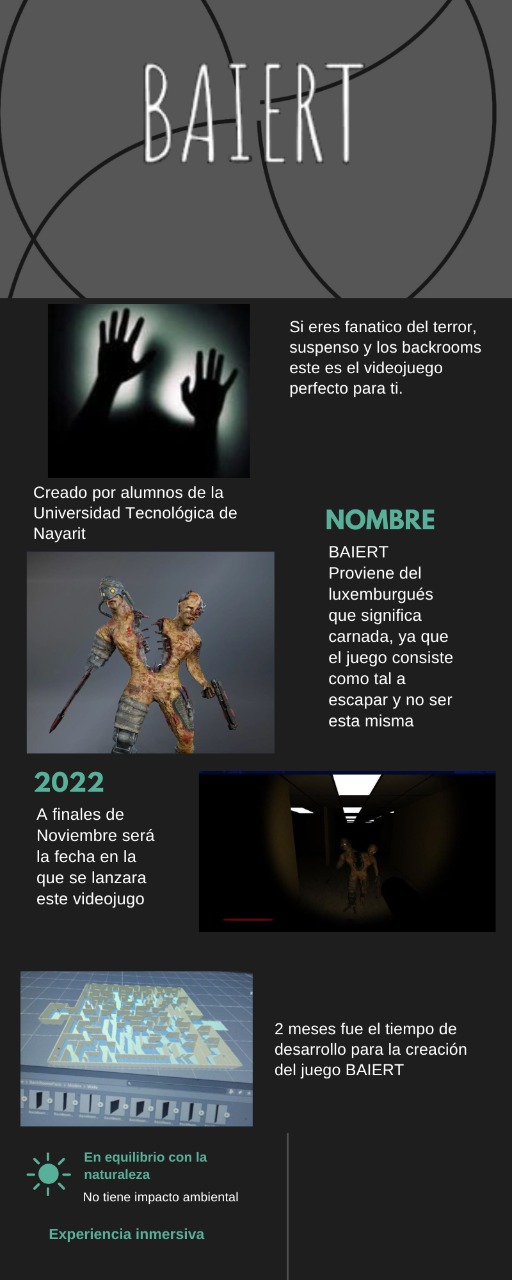 BAIERT
Si eres fanatico del terror,
suspenso y los backrooms
este es el videojuego
perfecto para ti.
Creado por alumnos de la
Universidad Tecnológica de
Nayarit
NOMBRE
BAIERT
Proviene del
luxemburgués
que significa
carnada, ya que
el juego consiste
como tal a
escapar y no ser
esta misma
2022
A finales de
Noviembre será
la fecha en la
que se lanzara
este videojugo
2 meses fue el tiempo de
desarrollo para la creación
del juego BAIERT
En equilibrio con la
naturaleza
No tiene impacto ambiental
Experiencia inmersiva